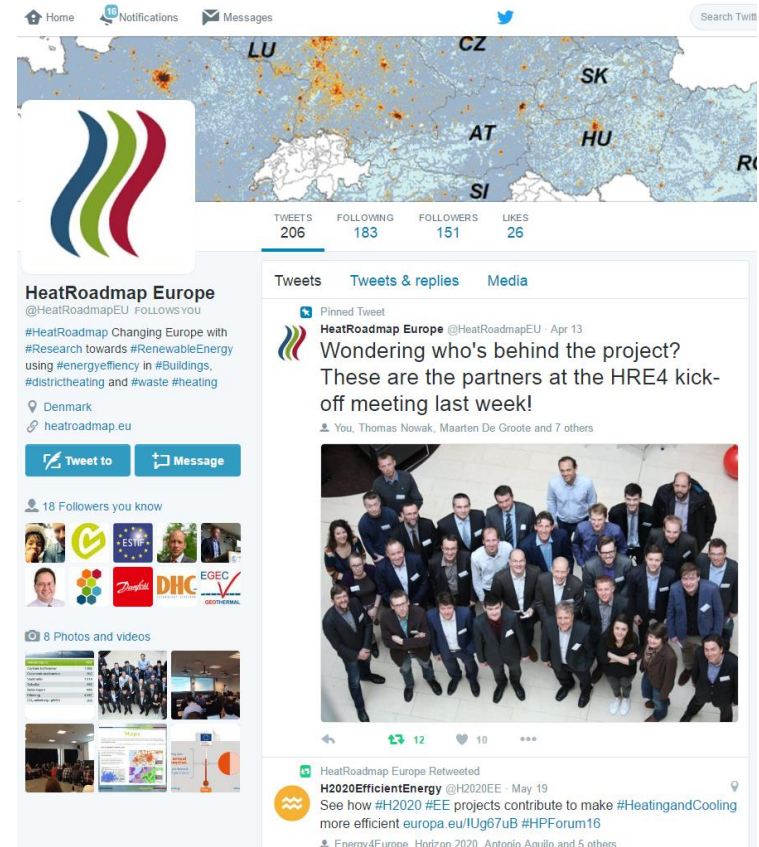 Home
16
Notifications
Messages
Search Twitt
LU
CZ
SK
AT
HU
SI
TWEETS
206
FOLLOWING
183
FOLLOWERS
151
LIKES
26
HeatRoadmap Europe
@HeatRoadmapEU FOLLOWS YOU
#HeatRoadmap Changing Europe with
#Research towards #RenewableEnergy
using #energyeffiency in #Buildings,
#districtheating and #waste #heating
Denmark
heatroadmap.eu
Tweet to
Message
18 Followers you know
ESTIF
Danfoss
DHC
EGEC
GEOTHERMAL
8 Photos and videos
Maps
Tweets
Tweets & replies
Media
Pinned Tweet
HeatRoadmap Europe @HeatRoadmapEU · Apr 13
Wondering who's behind the project?
These are the partners at the HRE4 kick-
off meeting last week!
You, Thomas Nowak, Maarten De Groote and 7 others
12
10
HeatRoadmap Europe Retweeted
H2020EfficientEnergy @H2020EE · May 19
See how #H2020 #EE projects contribute to make #HeatingandCooling
more efficient europa.eu/!Ug67uB #HPForum16
Energy4Europe, Horizon 2020, Antonio Aguilo and 5 others